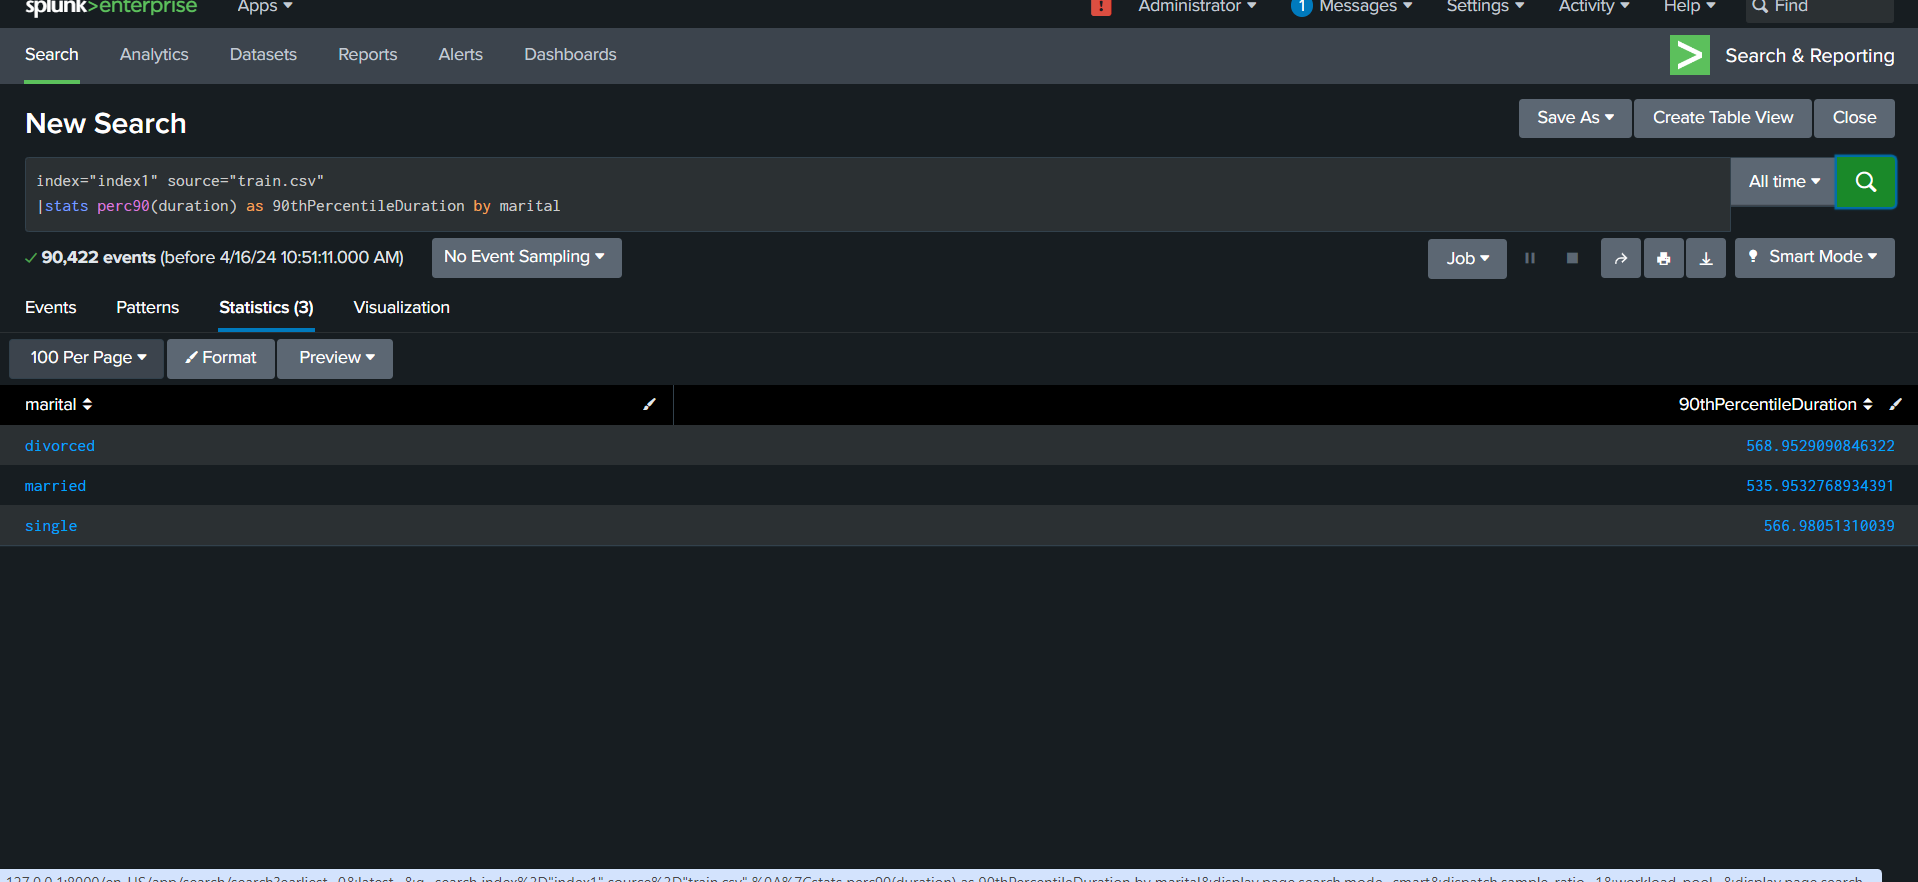 splunk>enterprise Apps Administrator 1 Messages Settings Activity Help Find
Search Analytics Datasets Reports Alerts Dashboards Search & Reporting
New Search Save As Create Table View Close
index="index1" source="train.csv"
|stats perc90(duration) as 90thPercentileDuration by marital
All time
90,422 events (before 4/16/24 10:51:11.000 AM) No Event Sampling Job Smart Mode
Events Patterns Statistics (3) Visualization
100 Per Page Format Preview
marital 90thPercentileDuration
divorced 568.9529090846322
married 535.9532768934391
single 566.98051310039